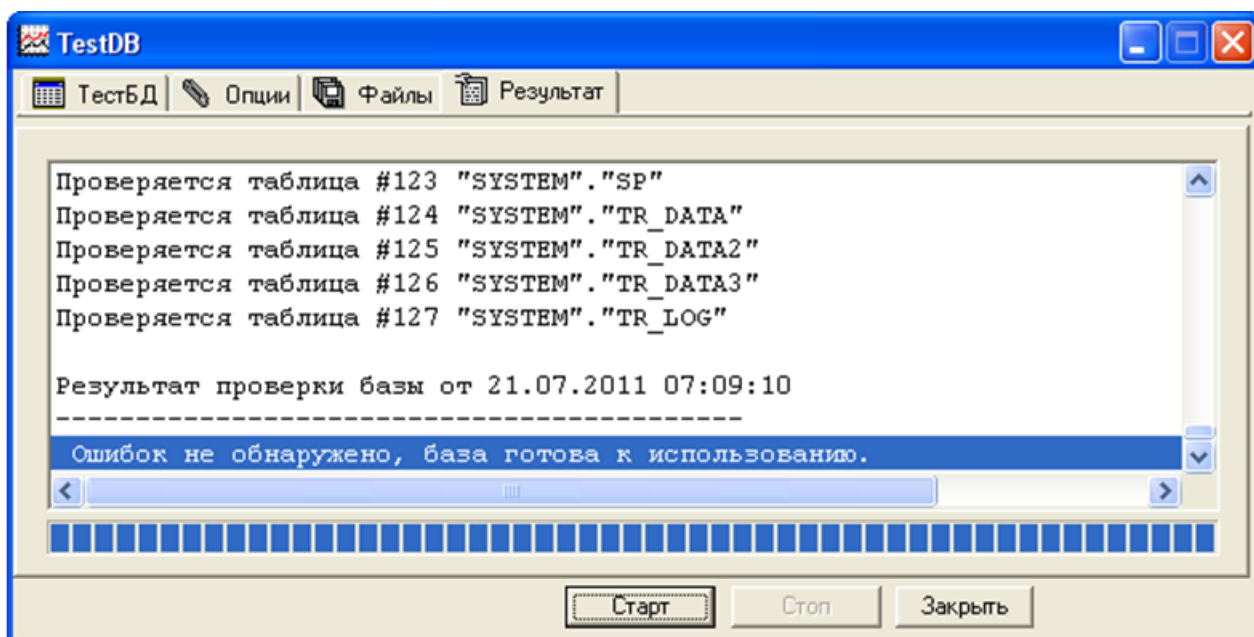 TestDB
ТестБД Опции Файлы Результат
Проверяется таблица #123 "SYSTEM"."SP"
Проверяется таблица #124 "SYSTEM"."TR_DATA"
Проверяется таблица #125 "SYSTEM"."TR_DATA2"
Проверяется таблица #126 "SYSTEM"."TR_DATA3"
Проверяется таблица #127 "SYSTEM"."TR_LOG"
Результат проверки базы от 21.07.2011 07:09:10
-------------------------------------------
Ошибок не обнаружено, база готова к использованию.
Старт Стоп Закрыть